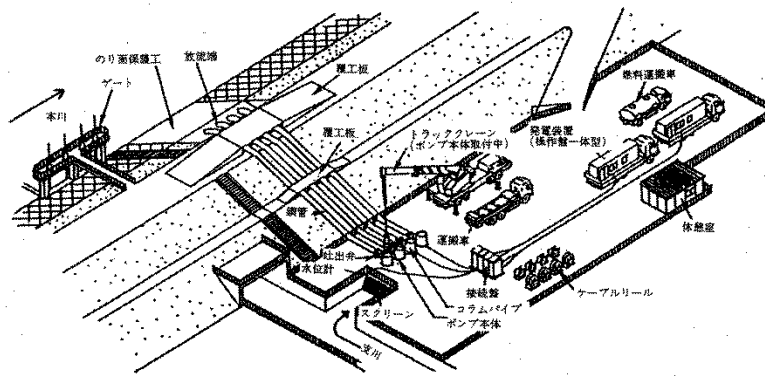 のり面保護工
放流端
覆工板
ゲート
本川
覆工板
トラッククレーン
(ポンプ本体取付中)
発電装置
(操作盤一体型)
燃料運搬車
鋼管
運搬車
休憩室
吐出弁
水位計
接続盤
ケーブルリール
コラムパイプ
スクリーン
ポンプ本体
支川